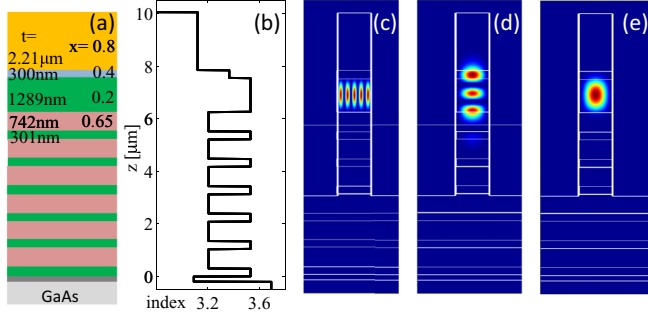 (a)
t=
x= 0.8
2.21μm
300nm 0.4
1289nm 0.2
742nm 0.65
301nm
GaAs
(b)
z [μm]
10
8
6
4
2
0
index 3.2 3.6
(c)
(d)
(e)